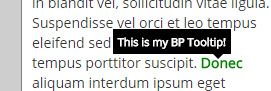 in blandit vel, sollicitudin vitae ligula.
Suspendisse vel orci et leo tempus
eleifend sed
This is my BP Tooltip!
tempus porttitor suscipit. Donec
aliquam interdum ipsum eget